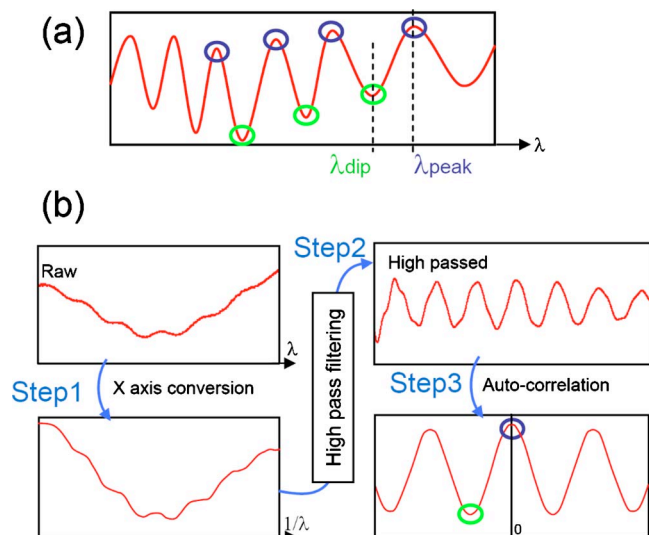 (a)
λ
λdip
λpeak
(b)
Step2
Raw
High passed
λ
High pass filtering
Step1
X axis conversion
Step3
Auto-correlation
1/λ
0